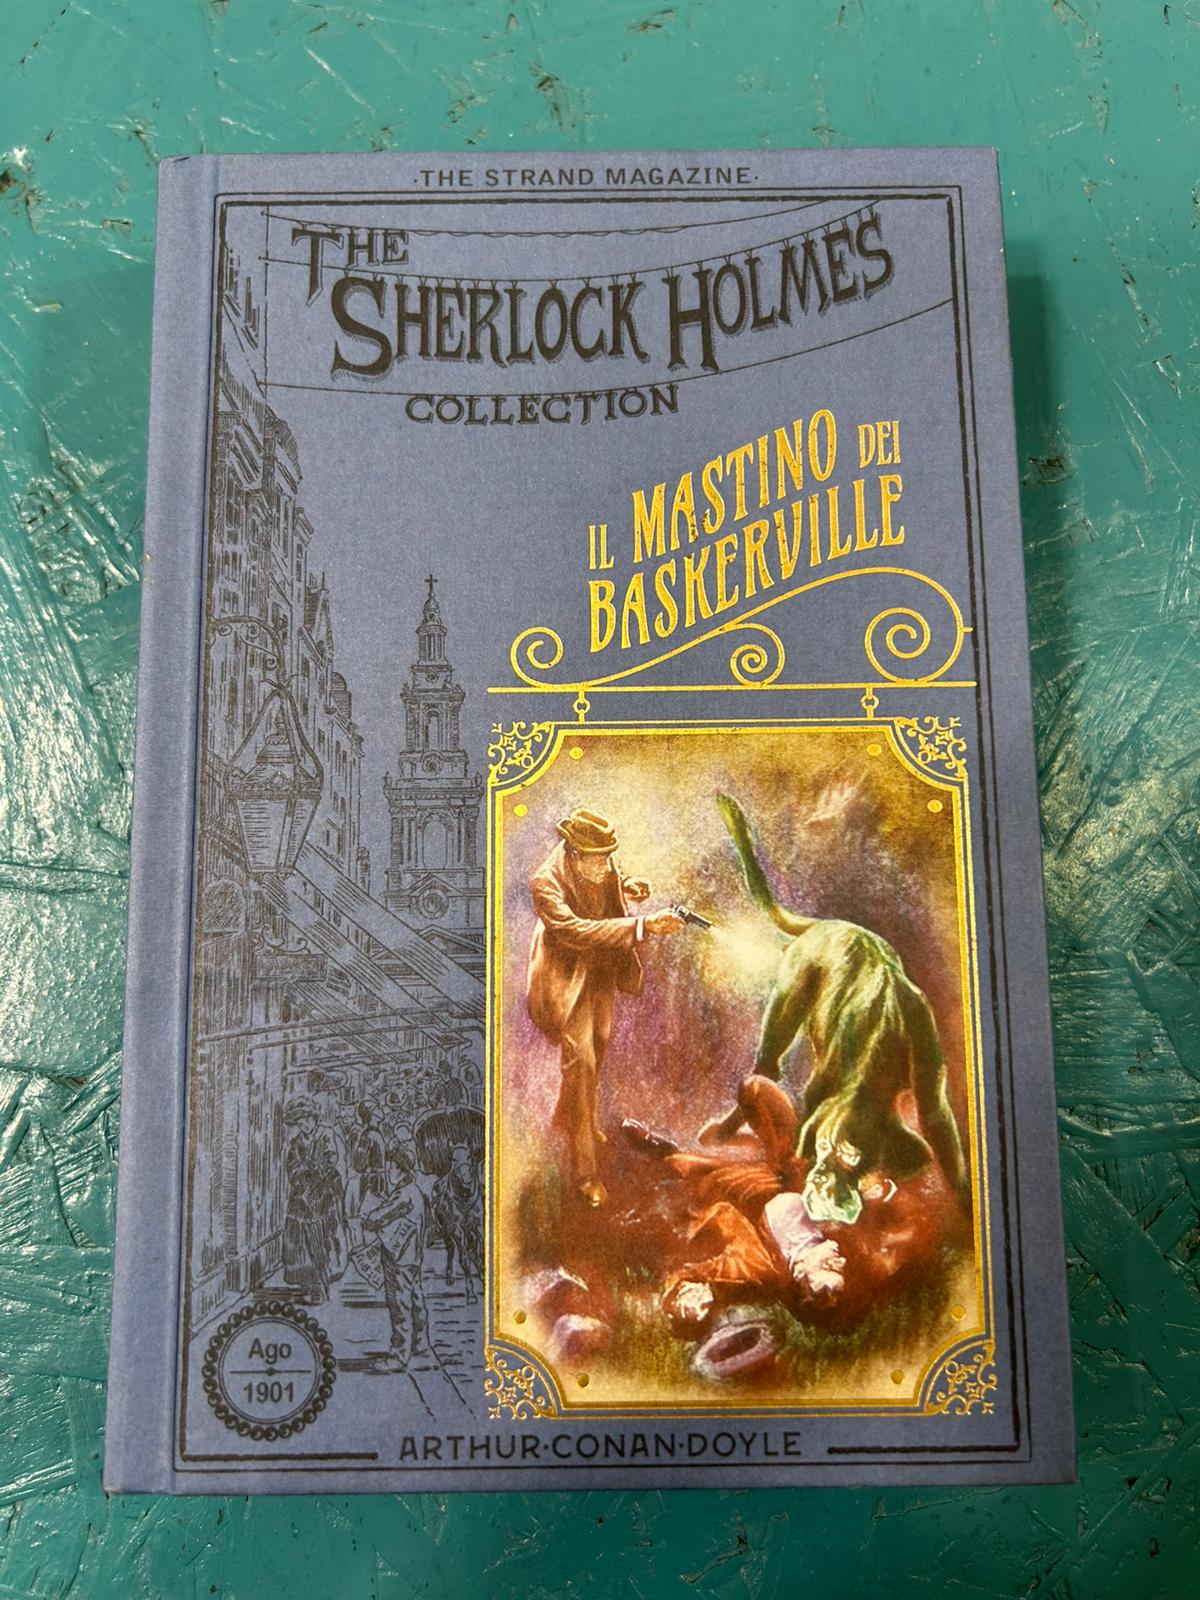 ·THE STRAND MAGAZINE·
THE
SHERLOCK HOLMES
COLLECTION
IL MASTINO DEI
BASKERVILLE
Ago
1901
ARTHUR·CONAN·DOYLE